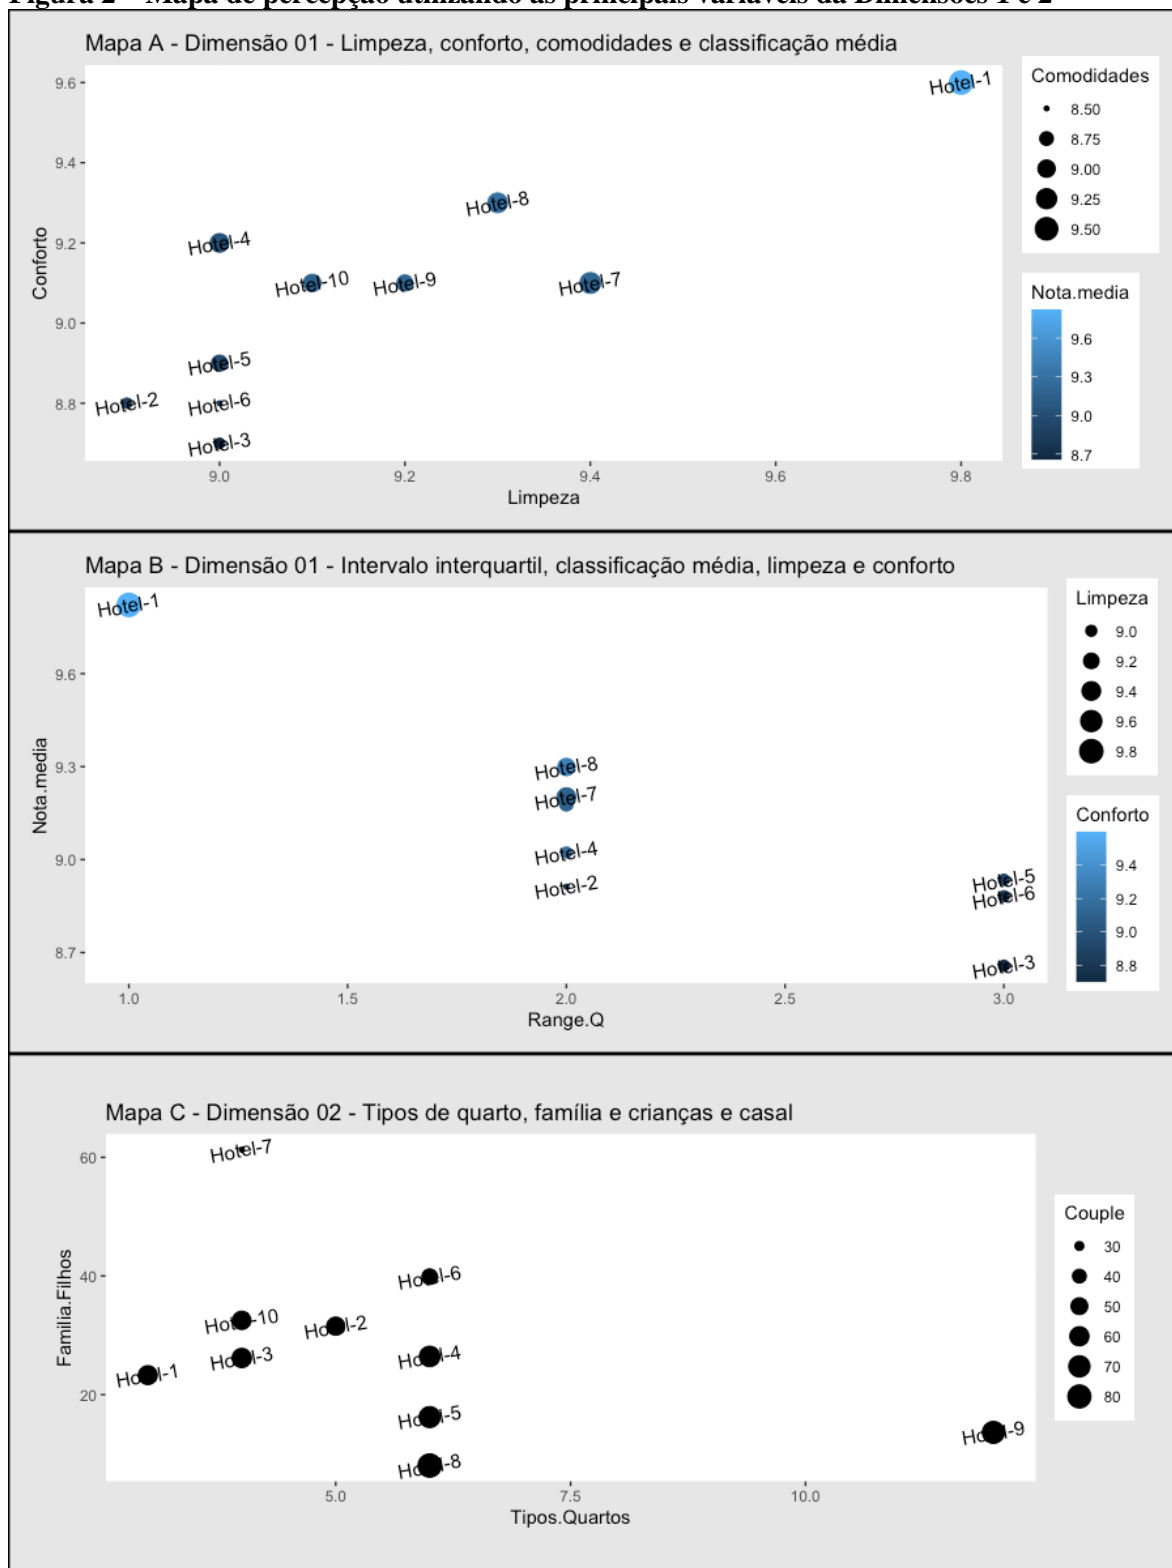 Figura 2 – Mapa de percepção utilizando as principais variáveis da Dimensões 1 e 2
Mapa A - Dimensão 01 - Limpeza, conforto, comodidades e classificação média
9.6
9.4
9.2
9.0
8.8
Conforto
Hotel-1
Hotel-8
Hotel-4
Hotel-10
Hotel-9
Hotel-7
Hotel-5
Hotel-2
Hotel-6
Hotel-3
9.0
9.2
9.4
9.6
9.8
Limpeza
Comodidades
8.50
8.75
9.00
9.25
9.50
Nota.media
9.6
9.3
9.0
8.7
Mapa B - Dimensão 01 - Intervalo interquartil, classificação média, limpeza e conforto
9.6
9.3
9.0
8.7
Nota.media
Hotel-1
Hotel-8
Hotel-7
Hotel-4
Hotel-2
Hotel-5
Hotel-6
Hotel-3
1.0
1.5
2.0
2.5
3.0
Range.Q
Limpeza
9.0
9.2
9.4
9.6
9.8
Conforto
9.4
9.2
9.0
8.8
Mapa C - Dimensão 02 - Tipos de quarto, família e crianças e casal
60
40
20
Familia.Filhos
Hotel-7
Hotel-6
Hotel-10
Hotel-2
Hotel-3
Hotel-4
Hotel-1
Hotel-5
Hotel-9
Hotel-8
5.0
7.5
10.0
Tipos.Quartos
Couple
30
40
50
60
70
80